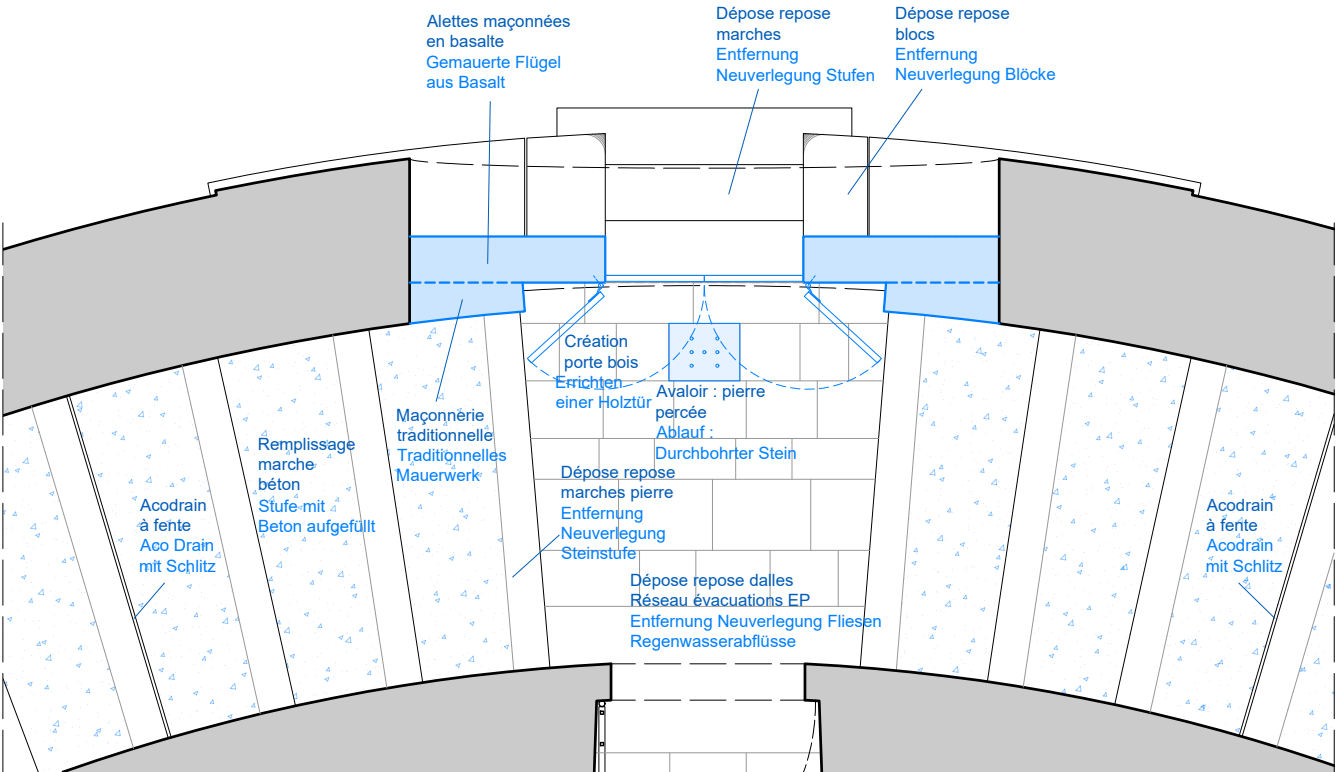 Alettes maçonnées
en basalte
Gemauerte Flügel
aus Basalt
Dépose repose
marches
Entfernung
Neuverlegung Stufen
Dépose repose
blocs
Entfernung
Neuverlegung Blöcke
Création
porte bois
Errichten
einer Holztür
Avaloir : pierre
percée
Ablauf :
Durchbohrter Stein
Maçonnerie
traditionnelle
Traditionnelles
Mauerwerk
Remplissage
marche
béton
Stufe mit
Beton aufgefüllt
Dépose repose
marches pierre
Entfernung
Neuverlegung
Steinstufe
Acodrain
à fente
Aco Drain
mit Schlitz
Acodrain
à fente
Acodrain
mit Schlitz
Dépose repose dalles
Réseau évacuations EP
Entfernung Neuverlegung Fliesen
Regenwasserabflüsse